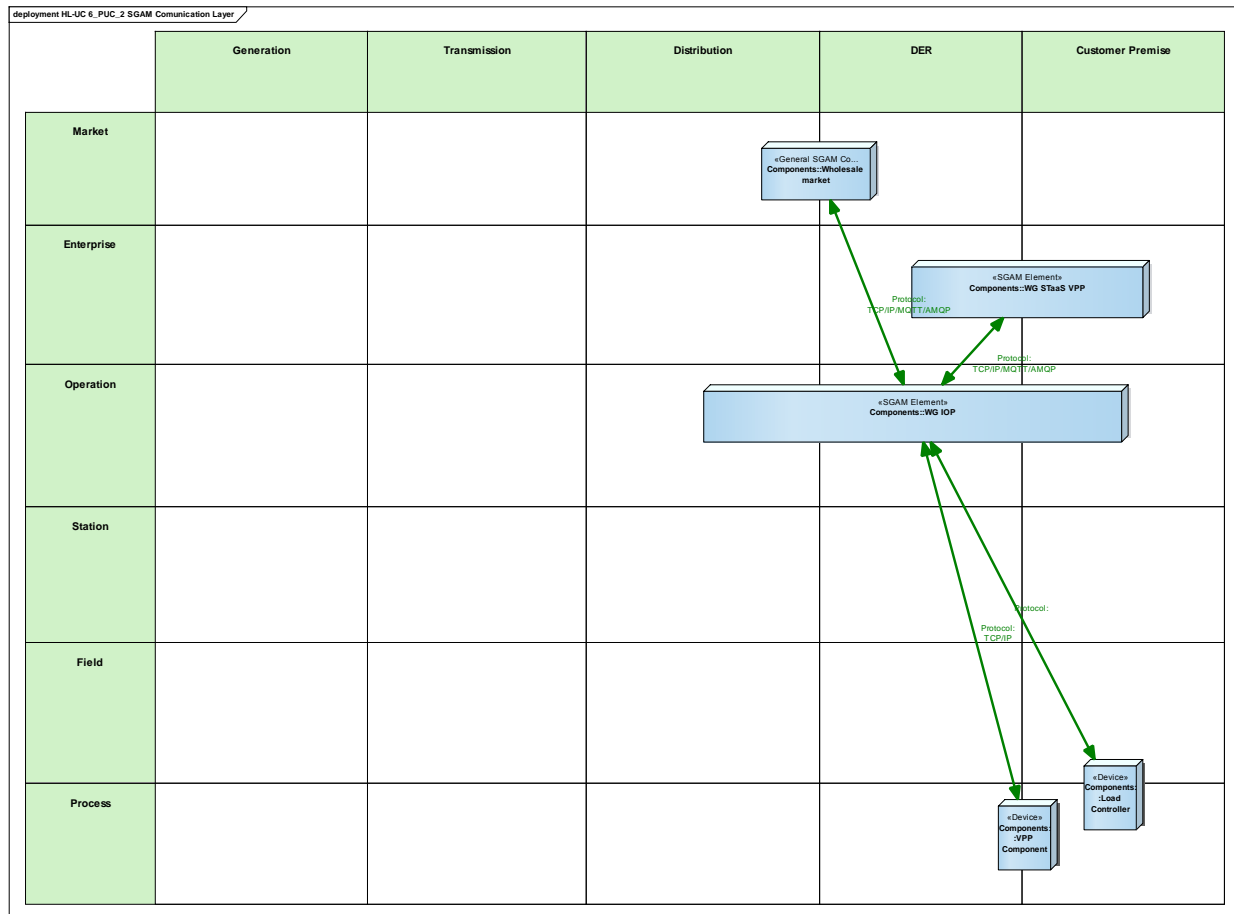 deployment HL-UC 6_PUC_2 SGAM Comunication Layer
Generation
Transmission
Distribution
DER
Customer Premise
Market
«General SGAM Co...
Components::Wholesale
market
Enterprise
«SGAM Element»
Components::WG STaaS VPP
Protocol:
TCP/IP/MQTT/AMQP
Protocol:
TCP/IP/MQTT/AMQP
Operation
«SGAM Element»
Components::WG IOP
Station
Protocol:
Protocol:
TCP/IP
Field
«Device»
Components:
:Load
Controller
Process
«Device»
Components:
:VPP
Component